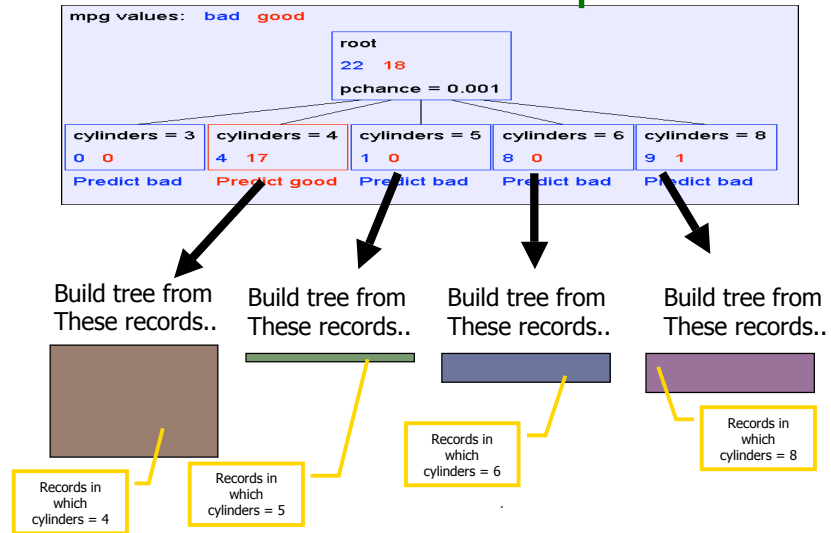 mpg values: bad good
root
22 18
pchance = 0.001
cylinders = 3 cylinders = 4 cylinders = 5 cylinders = 6 cylinders = 8
0 0 4 17 1 0 8 0 9 1
Predict bad Predict good Predict bad Predict bad Predict bad
Build tree from
These records..
Build tree from
These records..
Build tree from
These records..
Build tree from
These records..
Records in
which
cylinders = 4
Records in
which
cylinders = 5
Records in
which
cylinders = 6
Records in
which
cylinders = 8